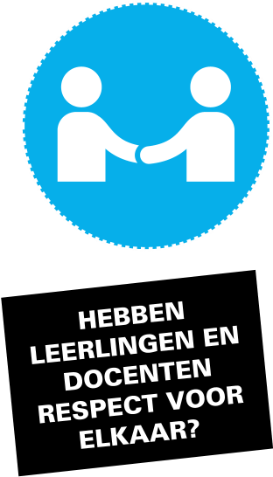 HEBBEN
LEERLINGEN EN
DOCENTEN
RESPECT VOOR
ELKAAR?